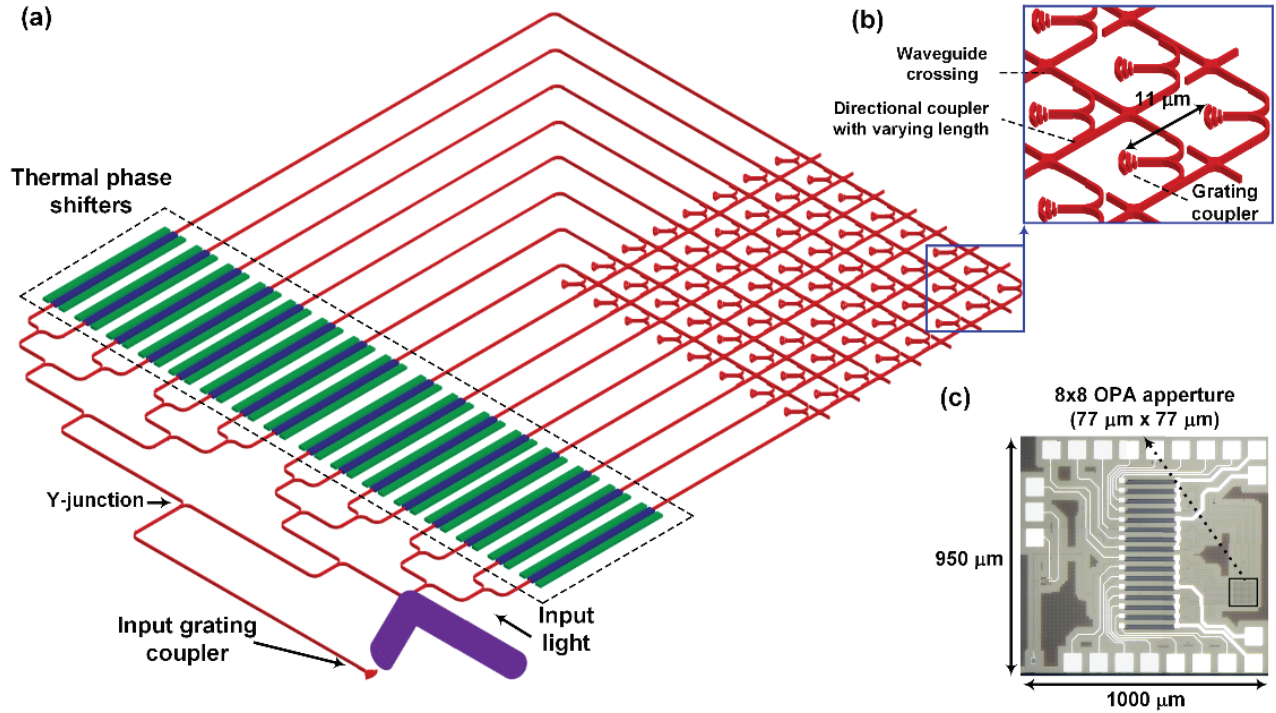 (a)
Thermal phase
shifters
Y-junction
Input grating
coupler
Input
light
(b)
Waveguide
crossing
Directional coupler
with varying length
11 μm
Grating
coupler
(c)
8x8 OPA apperture
(77 μm x 77 μm)
950 μm
1000 μm